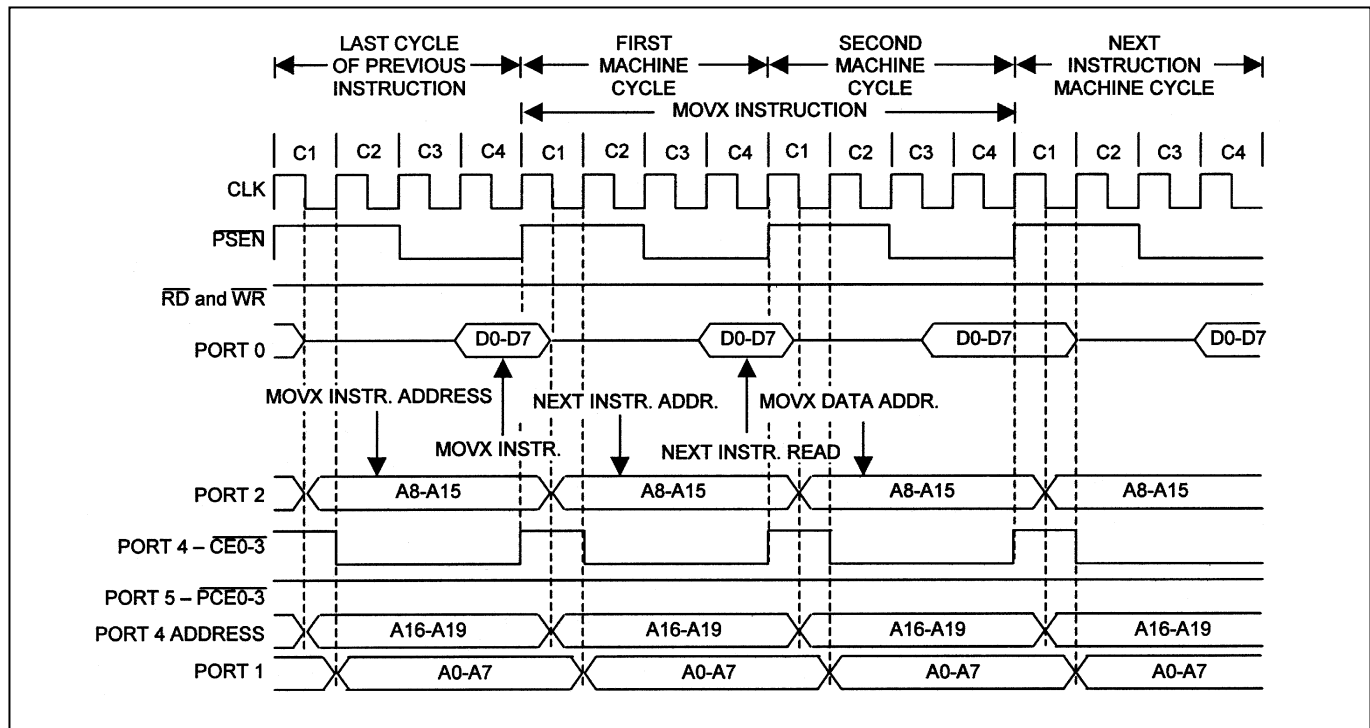 LAST CYCLE
OF PREVIOUS
INSTRUCTION
FIRST
MACHINE
CYCLE
SECOND
MACHINE
CYCLE
NEXT
INSTRUCTION
MACHINE CYCLE
MOVX INSTRUCTION
C1 C2 C3 C4 C1 C2 C3 C4 C1 C2 C3 C4 C1 C2 C3 C4
CLK
PSEN
RD and WR
PORT 0 D0-D7 D0-D7 D0-D7 D0-D7
MOVX INSTR. ADDRESS NEXT INSTR. ADDR. MOVX DATA ADDR.
MOVX INSTR. NEXT INSTR. READ
PORT 2 A8-A15 A8-A15 A8-A15 A8-A15
PORT 4 – CE0-3
PORT 5 – PCE0-3
PORT 4 ADDRESS A16-A19 A16-A19 A16-A19 A16-A19
PORT 1 A0-A7 A0-A7 A0-A7 A0-A7